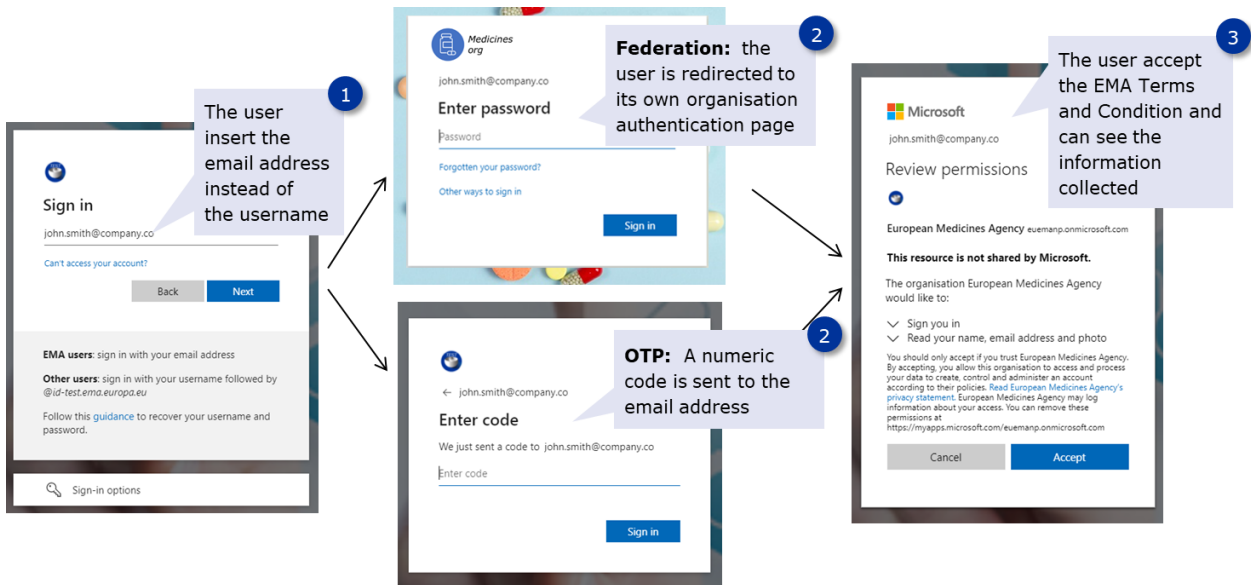 1
The user
insert the
email address
instead of
the username
Sign in
john.smith@company.co
Can't access your account?
Back
Next
EMA users: sign in with your email address
Other users: sign in with your username followed by
@id-test.ema.europa.eu
Follow this guidance to recover your username and
password.
Sign-in options
2
Medicines
org
Federation: the
user is redirected to
its own organisation
authentication page
john.smith@company.co
Enter password
Password
Forgotten your password?
Other ways to sign in
Sign in
2
OTP: A numeric
code is sent to the
email address
← john.smith@company.co
Enter code
We just sent a code to john.smith@company.co
Enter code
Sign in
3
The user accept
the EMA Terms
and Condition and
can see the
information
collected
Microsoft
john.smith@company.co
Review permissions
European Medicines Agency euemanp.onmicrosoft.com
This resource is not shared by Microsoft.
The organisation European Medicines Agency
would like to:
Sign you in
Read your name, email address and photo
You should only accept if you trust European Medicines Agency.
By accepting, you allow this organisation to access and process
your data to create, control and administer an account
according to their policies. Read European Medicines Agency's
privacy statement. European Medicines Agency may log
information about your access. You can remove these
permissions at
https://myapps.microsoft.com/euemanp.onmicrosoft.com
Cancel
Accept